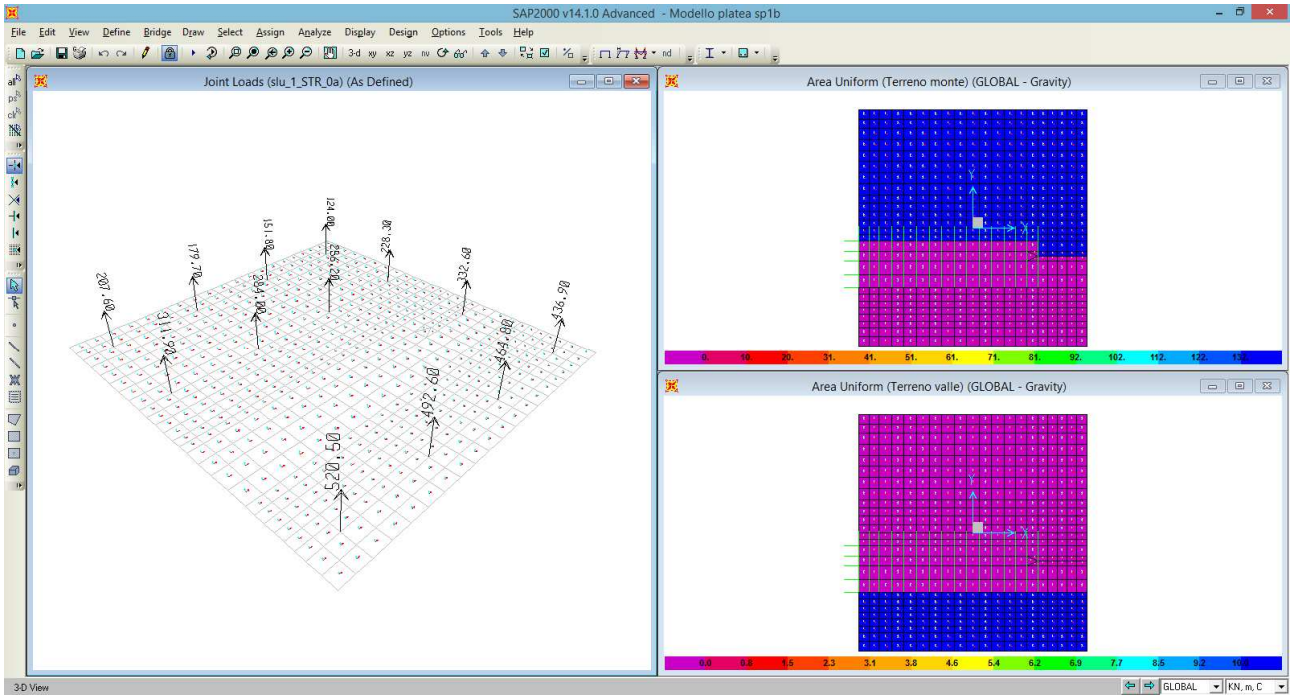 SAP2000 v14.1.0 Advanced - Modello platea sp1b
File Edit View Define Bridge Draw Select Assign Analyze Display Design Options Tools Help
3-d xy xz yz nv nd
all
ps
clr
Joint Loads (slu_1_STR_0a) (As Defined)
124.00
151.80
228.30
179.70
256.20
332.60
207.60
284.00
436.90
311.90
464.80
492.60
520.50
Area Uniform (Terreno monte) (GLOBAL - Gravity)
Y
X
0. 10. 20. 31. 41. 51. 61. 71. 81. 92. 102. 112. 122.
Area Uniform (Terreno valle) (GLOBAL - Gravity)
Y
X
0.0 0.8 1.5 2.3 3.1 3.8 4.6 5.4 6.2 6.9 7.7 8.5 9.2
3-D View
GLOBAL KN, m, C